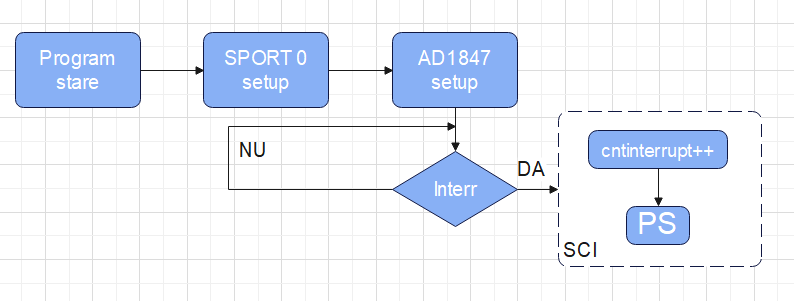 Program
stare
SPORT 0
setup
AD1847
setup
NU
Interr
DA
cntinterrupt++
PS
SCI